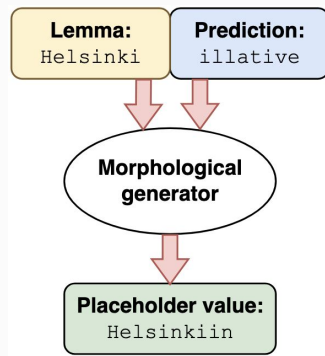 Lemma:
Helsinki
Prediction:
illative
Morphological
generator
Placeholder value:
Helsinkiin